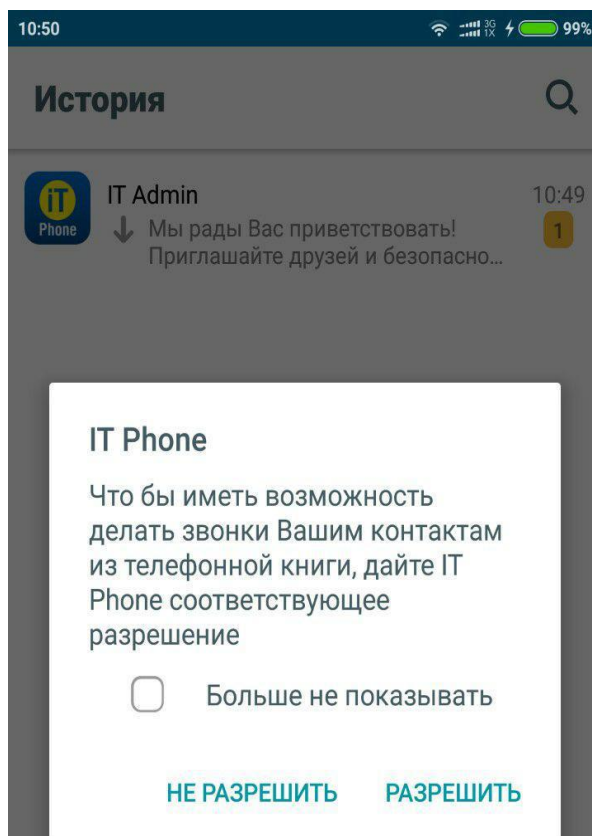 10:50 3G 1X 99%
История
iT Phone
IT Admin 10:49
Мы рады Вас приветствовать! 1
Приглашайте друзей и безопасно...
IT Phone
Что бы иметь возможность
делать звонки Вашим контактам
из телефонной книги, дайте IT
Phone соответствующее
разрешение
Больше не показывать
НЕ РАЗРЕШИТЬ РАЗРЕШИТЬ